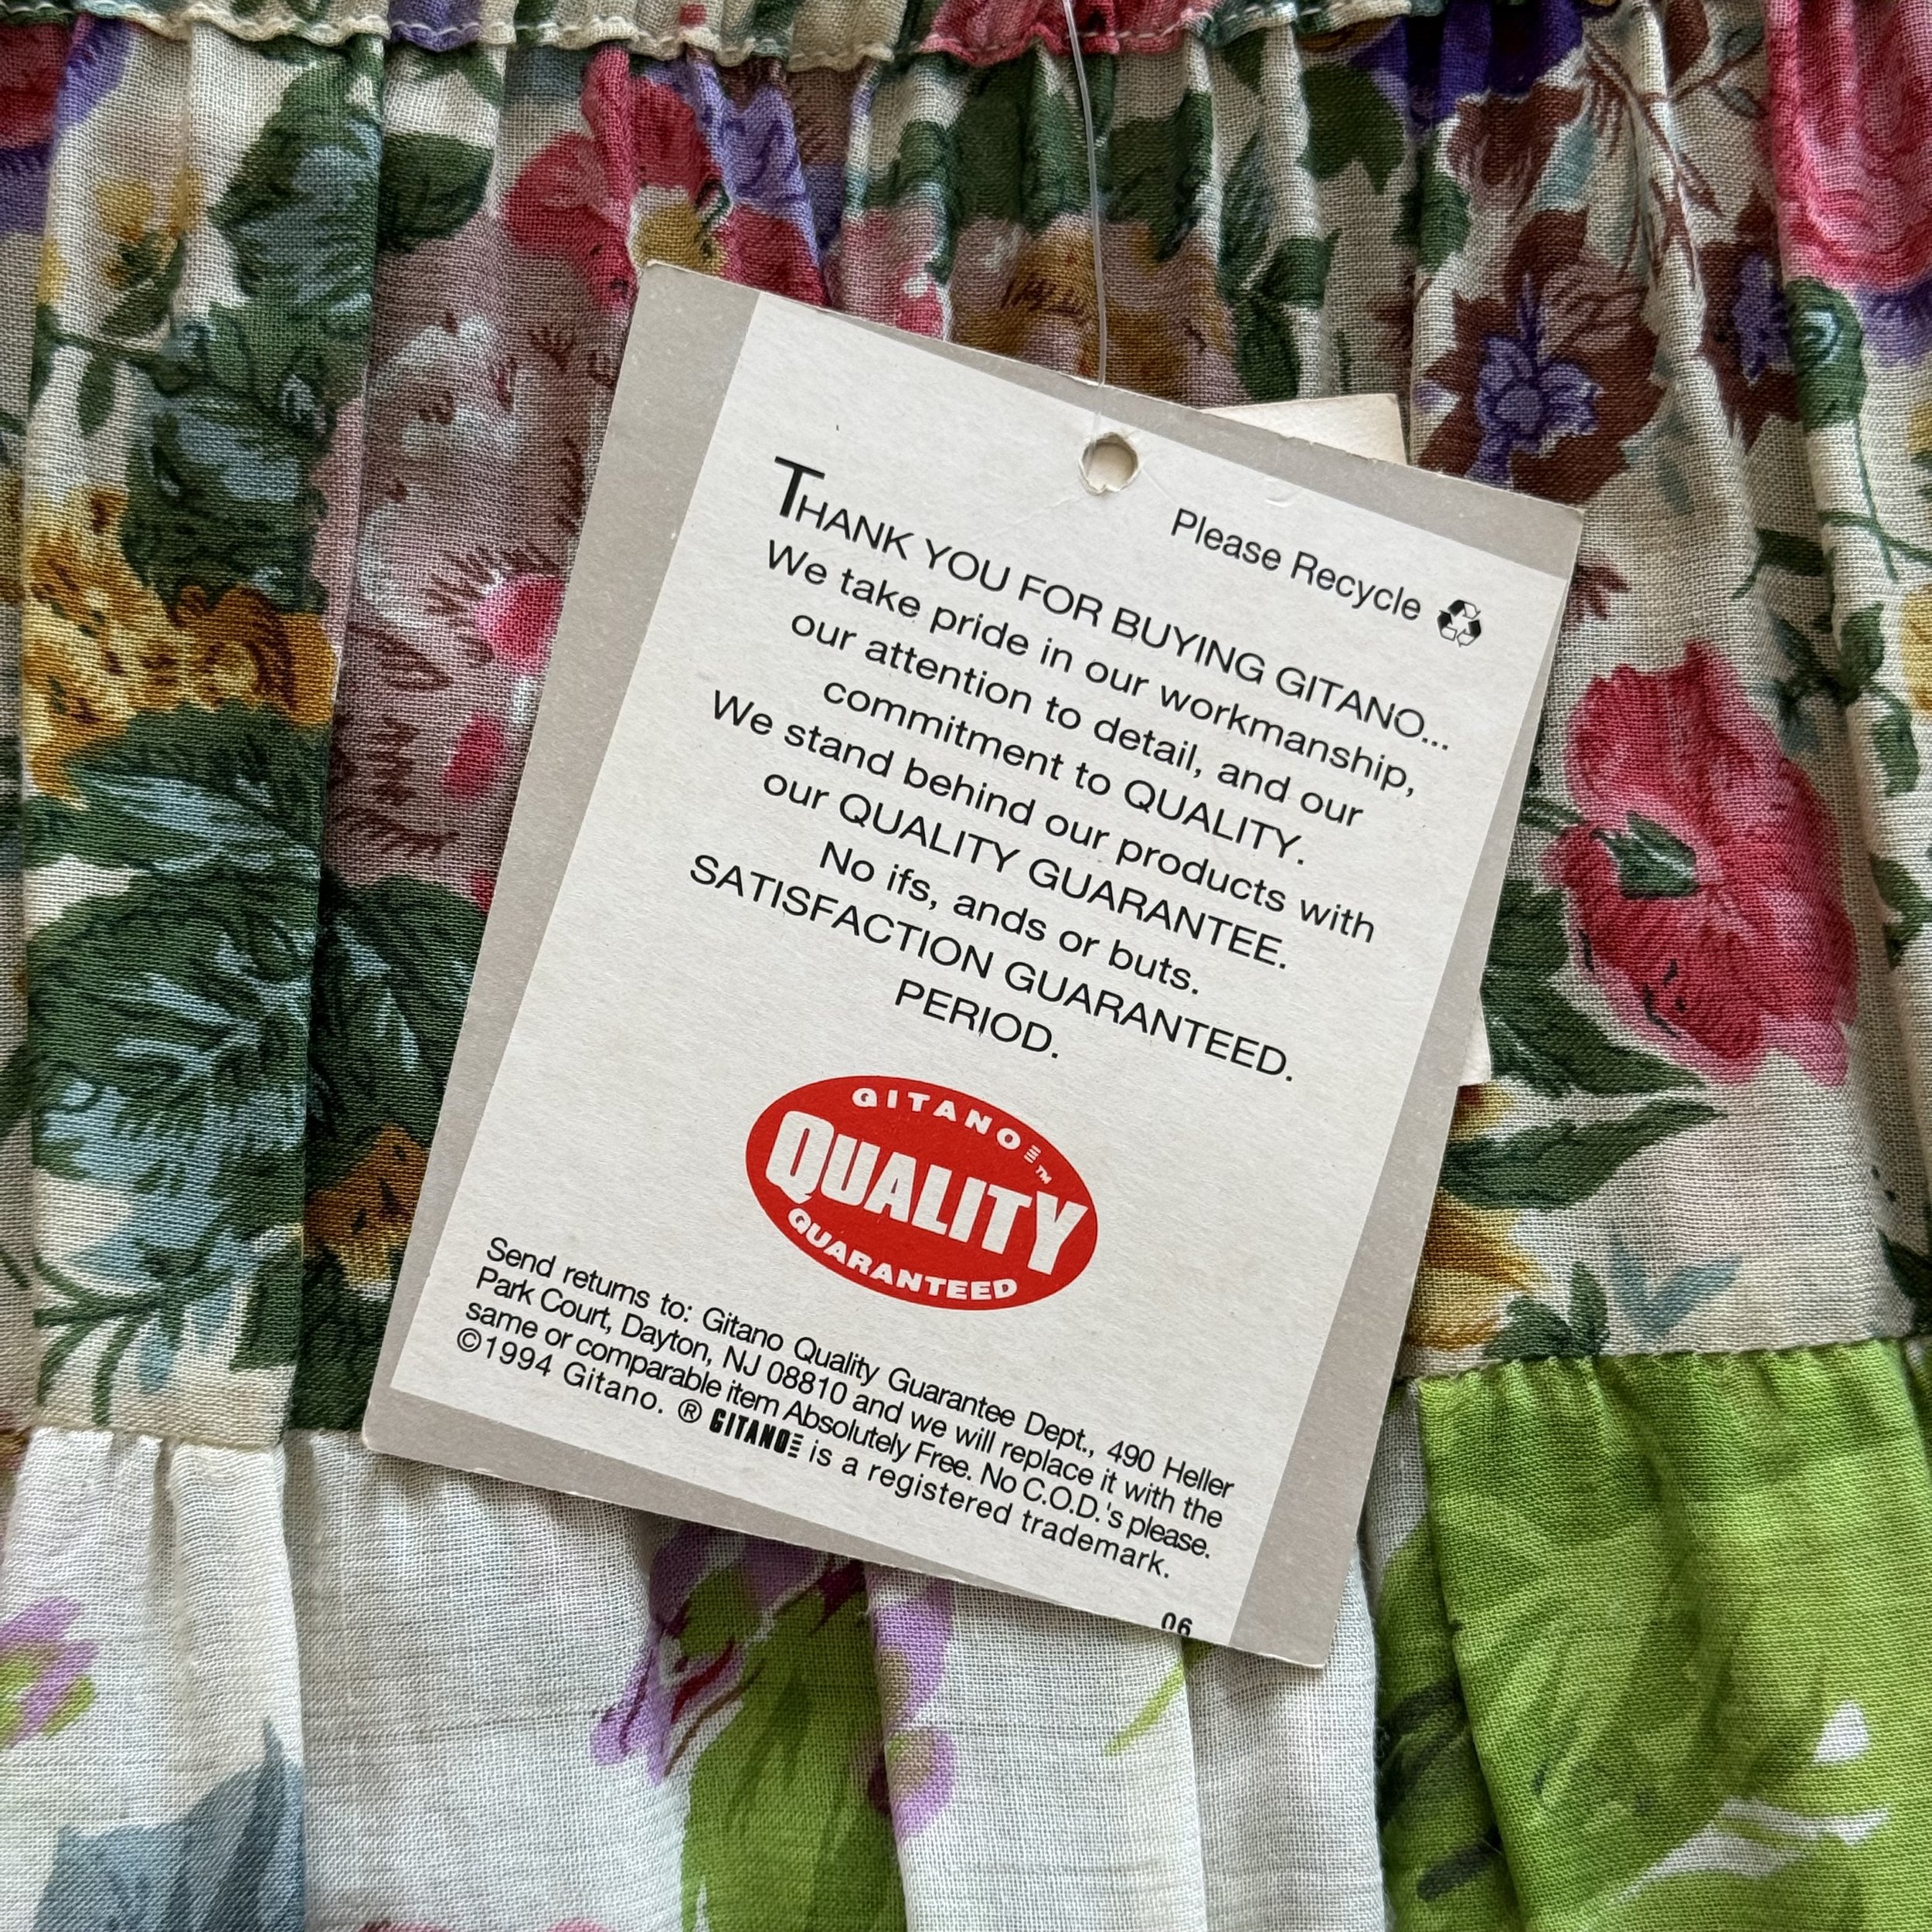 Please Recycle
THANK YOU FOR BUYING GITANO...
We take pride in our workmanship,
our attention to detail, and our
commitment to QUALITY.
We stand behind our products with
our QUALITY GUARANTEE.
No ifs, ands or buts.
SATISFACTION GUARANTEED.
PERIOD.
GITANO™
QUALITY
GUARANTEED
Send returns to: Gitano Quality Guarantee Dept., 490 Heller
Park Court, Dayton, NJ 08810 and we will replace it with the
same or comparable item Absolutely Free. No C.O.D.'s please.
©1994 Gitano. ® GITANO is a registered trademark.
06